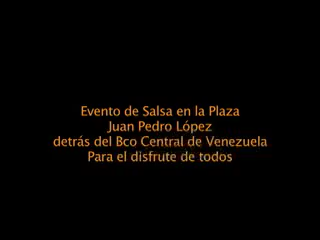 Evento de Salsa en la Plaza
Juan Pedro López
detrás del Bco Central de Venezuela
Para el disfrute de todos